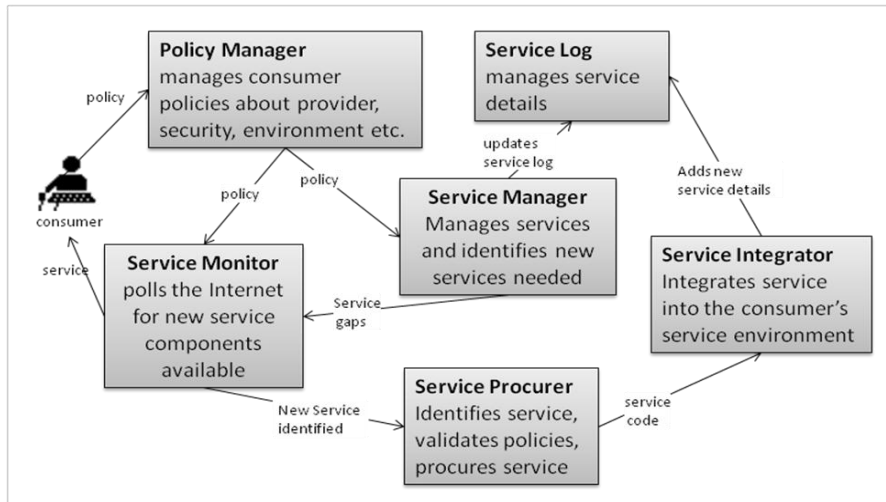 Policy Manager
manages consumer
policies about provider,
security, environment etc.
Service Log
manages service
details
policy
updates
service log
Adds new
service details
policy
policy
consumer
Service Manager
Manages services
and identifies new
services needed
service
Service Monitor
polls the Internet
for new service
components
available
Service
gaps
Service Integrator
Integrates service
into the consumer's
service environment
New Service
identified
Service Procurer
Identifies service,
validates policies,
procures service
service
code